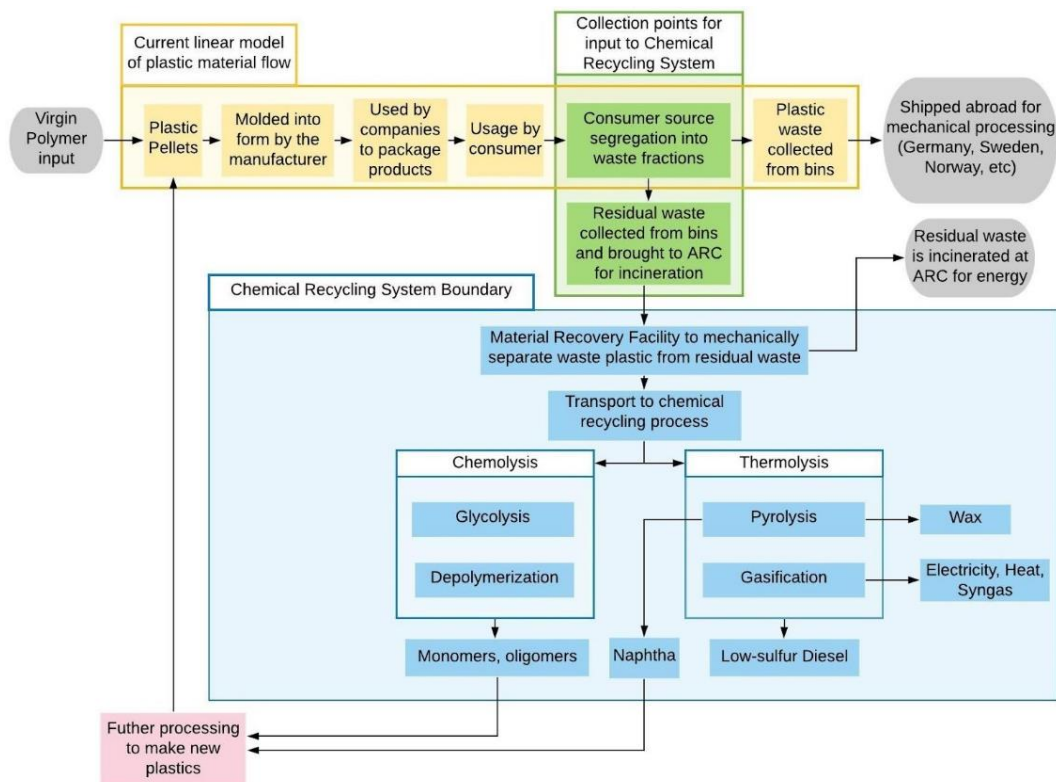 Current linear model
of plastic material flow
Collection points for
input to Chemical
Recycling System
Virgin
Polymer
input
Plastic
Pellets
Molded into
form by the
manufacturer
Used by
companies
to package
products
Usage by
consumer
Consumer source
segregation into
waste fractions
Plastic
waste
collected
from bins
Shipped abroad for
mechanical processing
(Germany, Sweden,
Norway, etc)
Residual waste
collected from bins
and brought to ARC
for incineration
Residual waste
is incinerated at
ARC for energy
Chemical Recycling System Boundary
Material Recovery Facility to mechanically
separate waste plastic from residual waste
Transport to chemical
recycling process
Chemolysis
Glycolysis
Depolymerization
Thermolysis
Pyrolysis
Gasification
Wax
Electricity, Heat,
Syngas
Monomers, oligomers
Naphtha
Low-sulfur Diesel
Futher processing
to make new
plastics